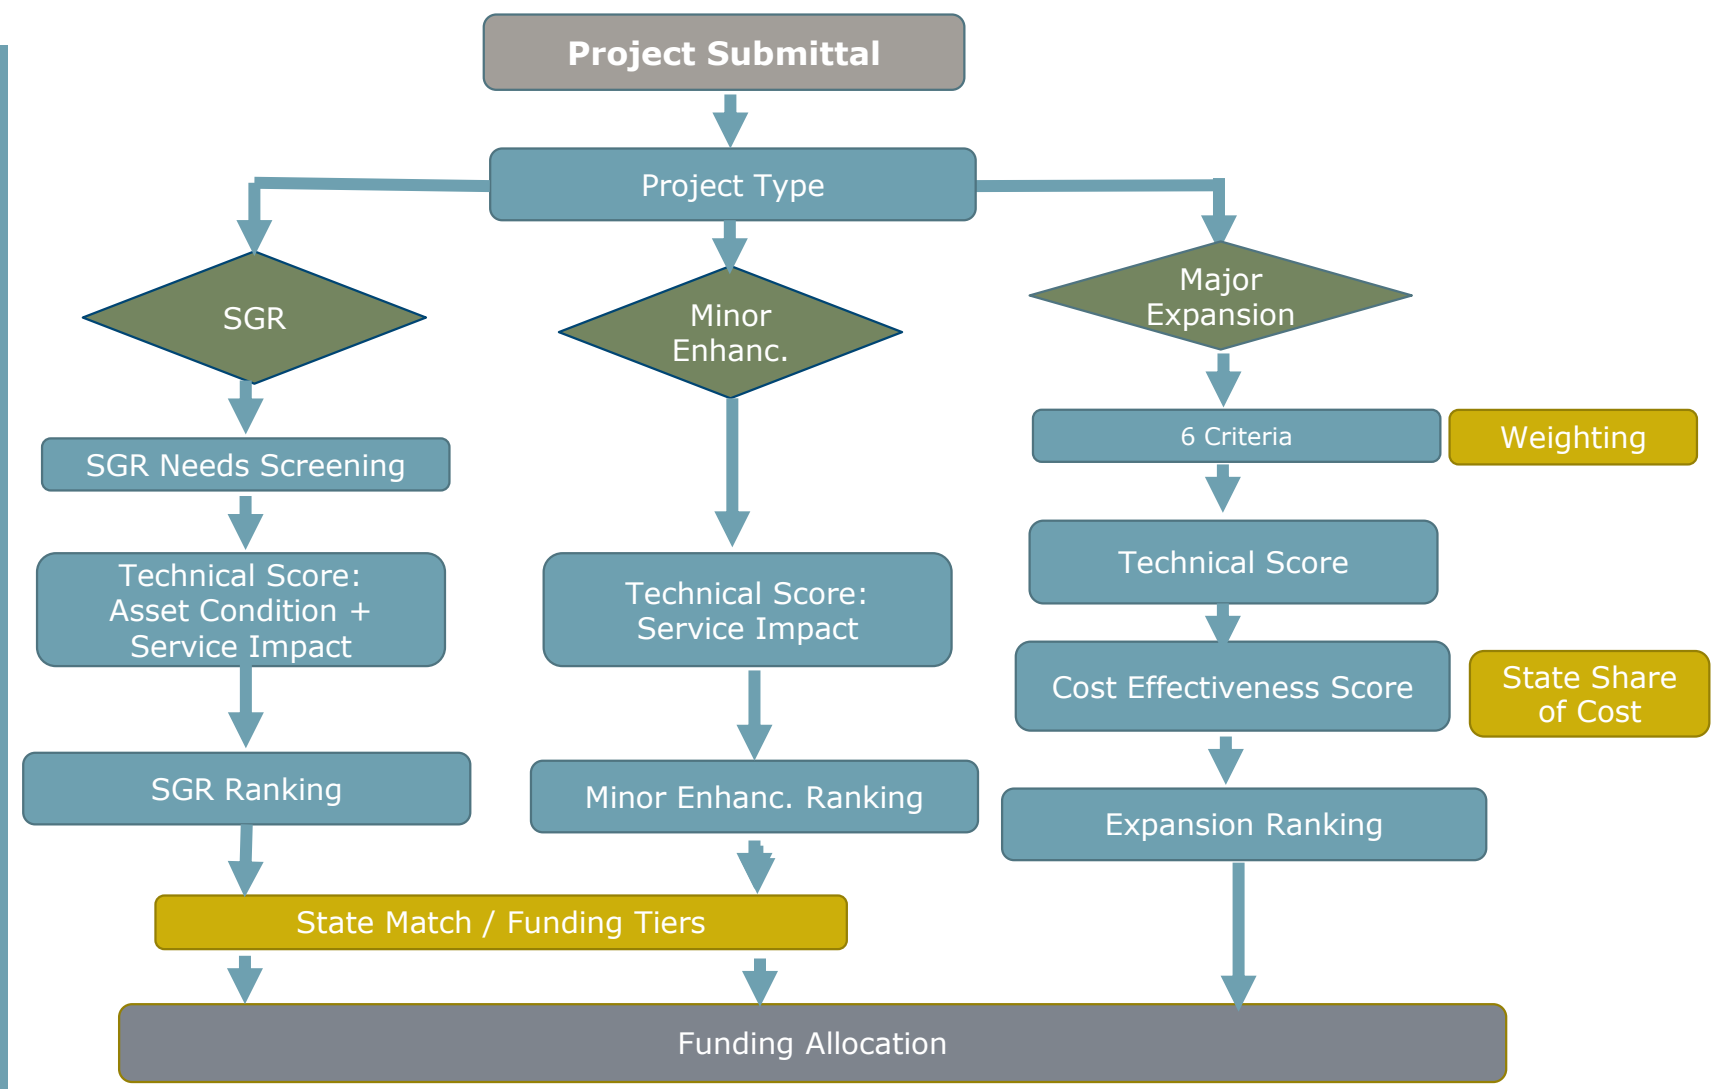 Project Submittal
Project Type
SGR
Minor
Enhanc.
Major
Expansion
SGR Needs Screening
6 Criteria
Weighting
Technical Score:
Asset Condition +
Service Impact
Technical Score:
Service Impact
Technical Score
Cost Effectiveness Score
State Share
of Cost
SGR Ranking
Minor Enhanc. Ranking
Expansion Ranking
State Match / Funding Tiers
Funding Allocation